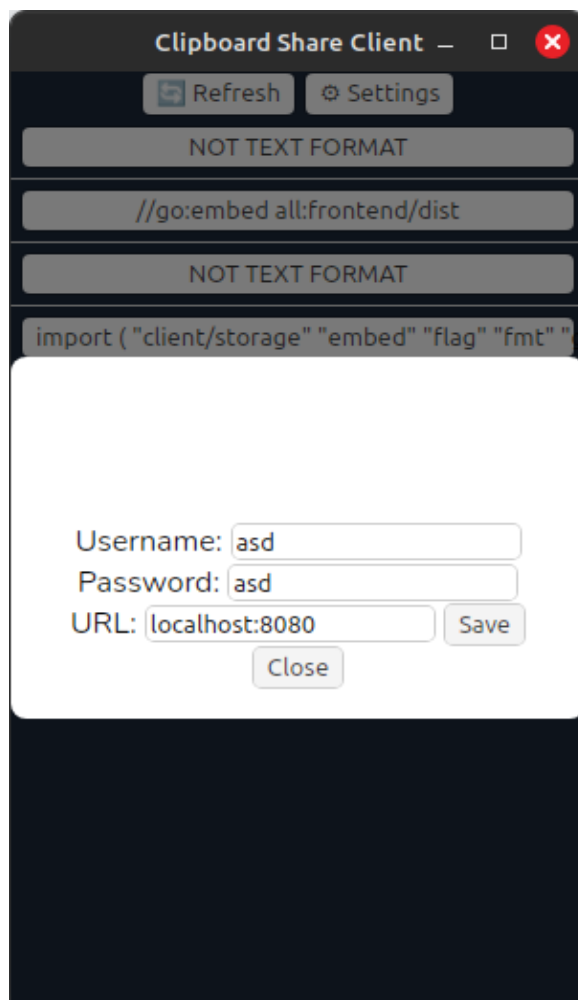 Clipboard Share Client
Refresh Settings
NOT TEXT FORMAT
//go:embed all:frontend/dist
NOT TEXT FORMAT
import ( "client/storage" "embed" "flag" "fmt" "
Username: asd
Password: asd
URL: localhost:8080 Save
Close